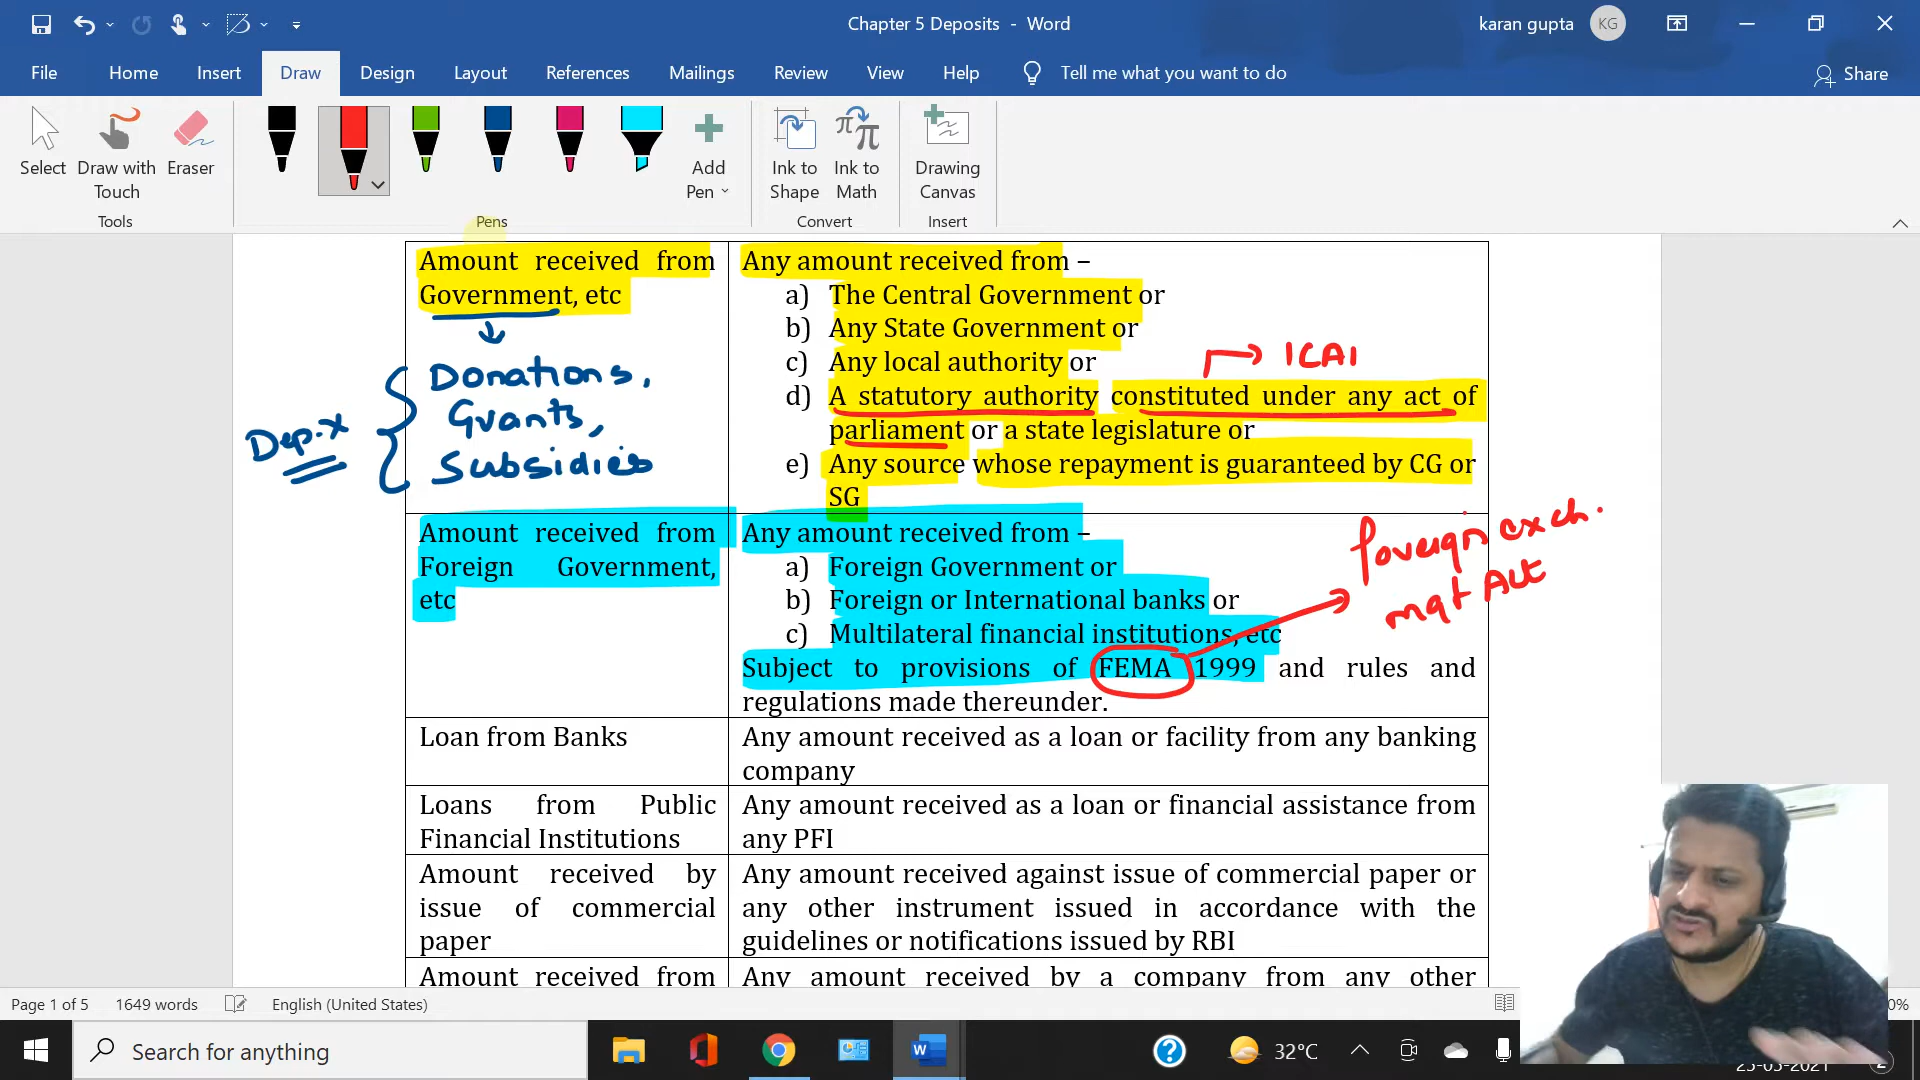 Chapter 5 Deposits - Word
karan gupta
KG
File Home Insert Draw Design Layout References Mailings Review View Help Tell me what you want to do Share
Select
Draw with Touch
Eraser
Add Pen
Ink to Shape
Ink to Math
Drawing Canvas
Tools
Pens
Convert
Insert
Amount received from
Government, etc
Donations,
Grants,
Subsidies
Dep. X
Any amount received from –
a) The Central Government or
b) Any State Government or
c) Any local authority or
ICAI
d) A statutory authority constituted under any act of
parliament or a state legislature or
e) Any source whose repayment is guaranteed by CG or
SG
Amount received from
Foreign Government,
etc
Any amount received from –
a) Foreign Government or
b) Foreign or International banks or
c) Multilateral financial institutions, etc
Subject to provisions of FEMA 1999 and rules and
regulations made thereunder.
foreign exch.
mgt Act
Loan from Banks
Any amount received as a loan or facility from any banking
company
Loans from Public
Financial Institutions
Any amount received as a loan or financial assistance from
any PFI
Amount received by
issue of commercial
paper
Any amount received against issue of commercial paper or
any other instrument issued in accordance with the
guidelines or notifications issued by RBI
Amount received from
Any amount received by a company from any other
Page 1 of 5 1649 words English (United States)
0%
Search for anything
32°C